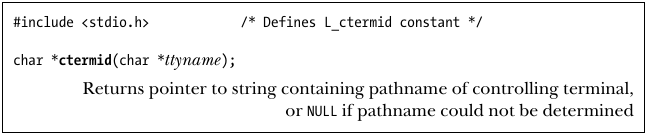 #include <stdio.h>          /* Defines L_ctermid constant */
char *ctermid(char *ttyname);
Returns pointer to string containing pathname of controlling terminal,
or NULL if pathname could not be determined